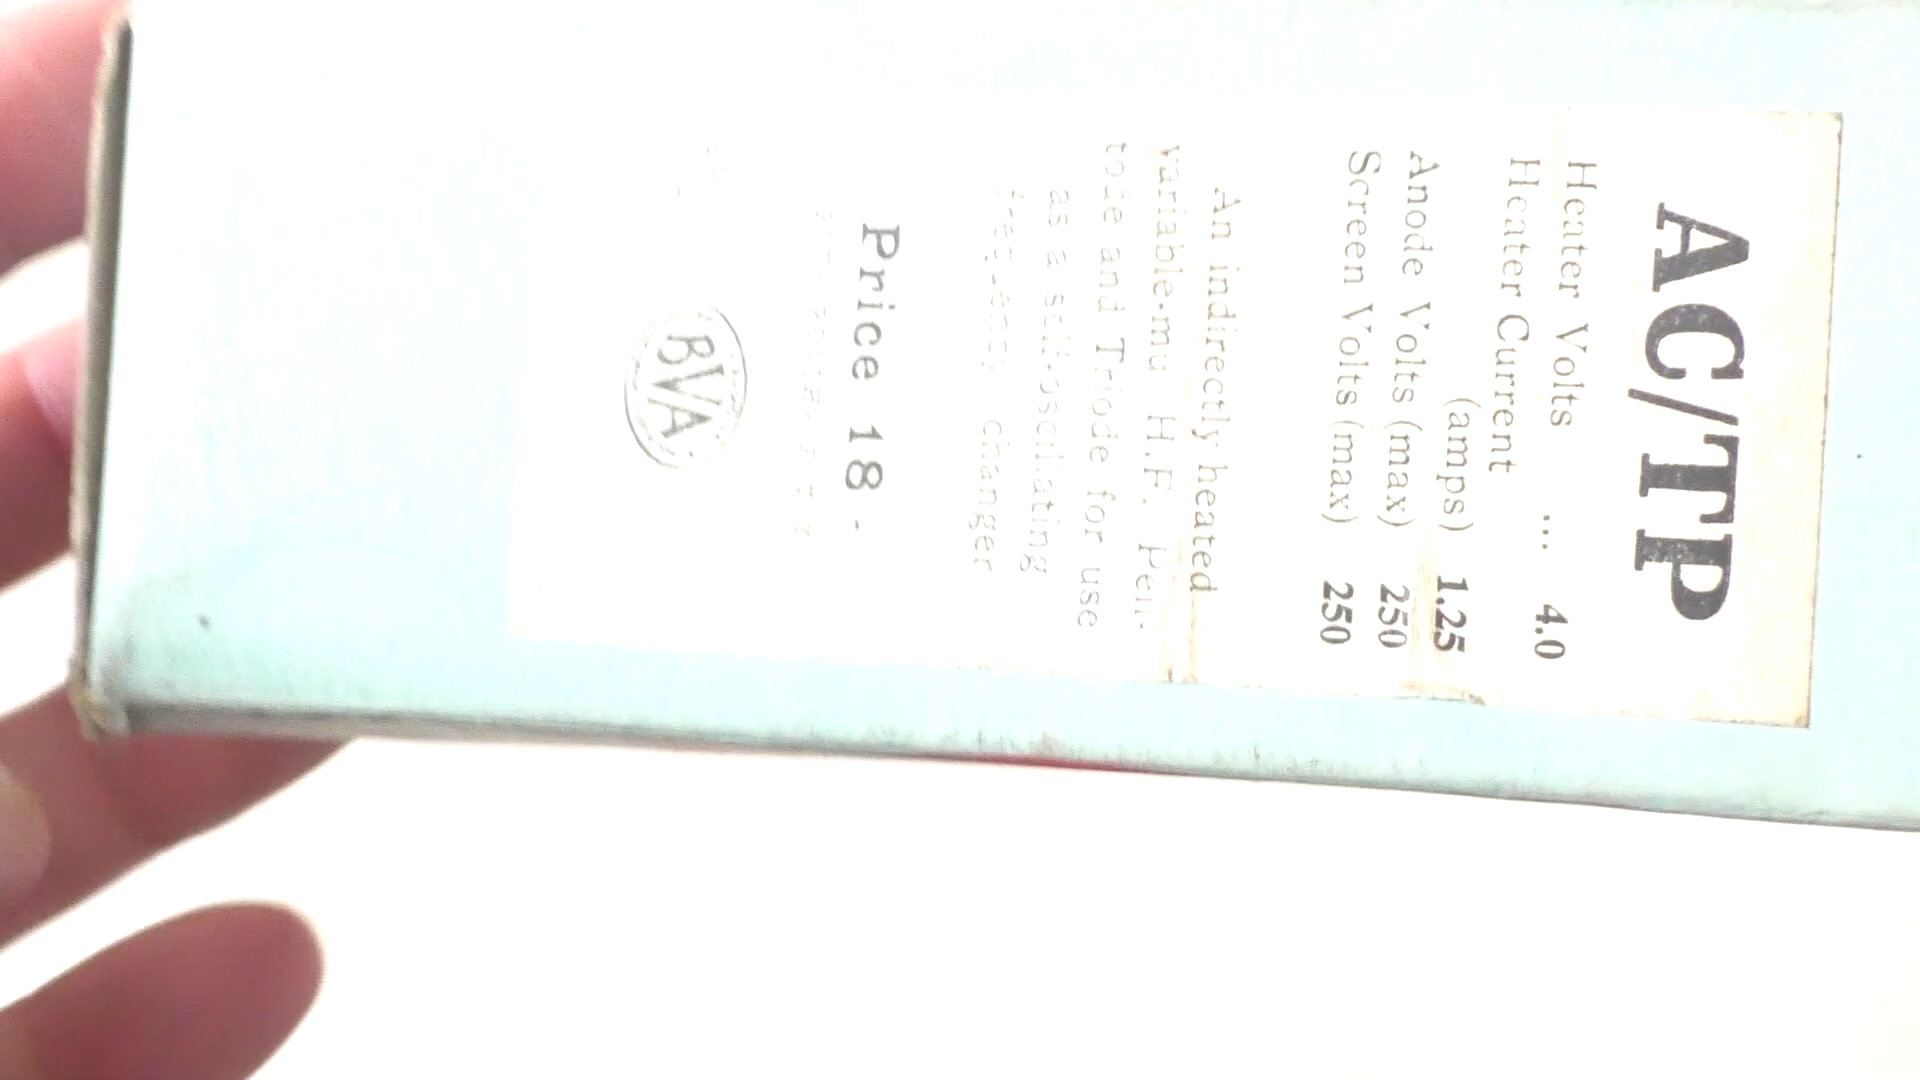 AC/TP
Heater Volts ... 4.0
Heater Current
(amps) 1.25
Anode Volts (max) 250
Screen Volts (max) 250
An indirectly heated
variable-mu H.F. Pen-
tode and Triode for use
as a self-oscillating
frequency changer
Price 18 -
BVA